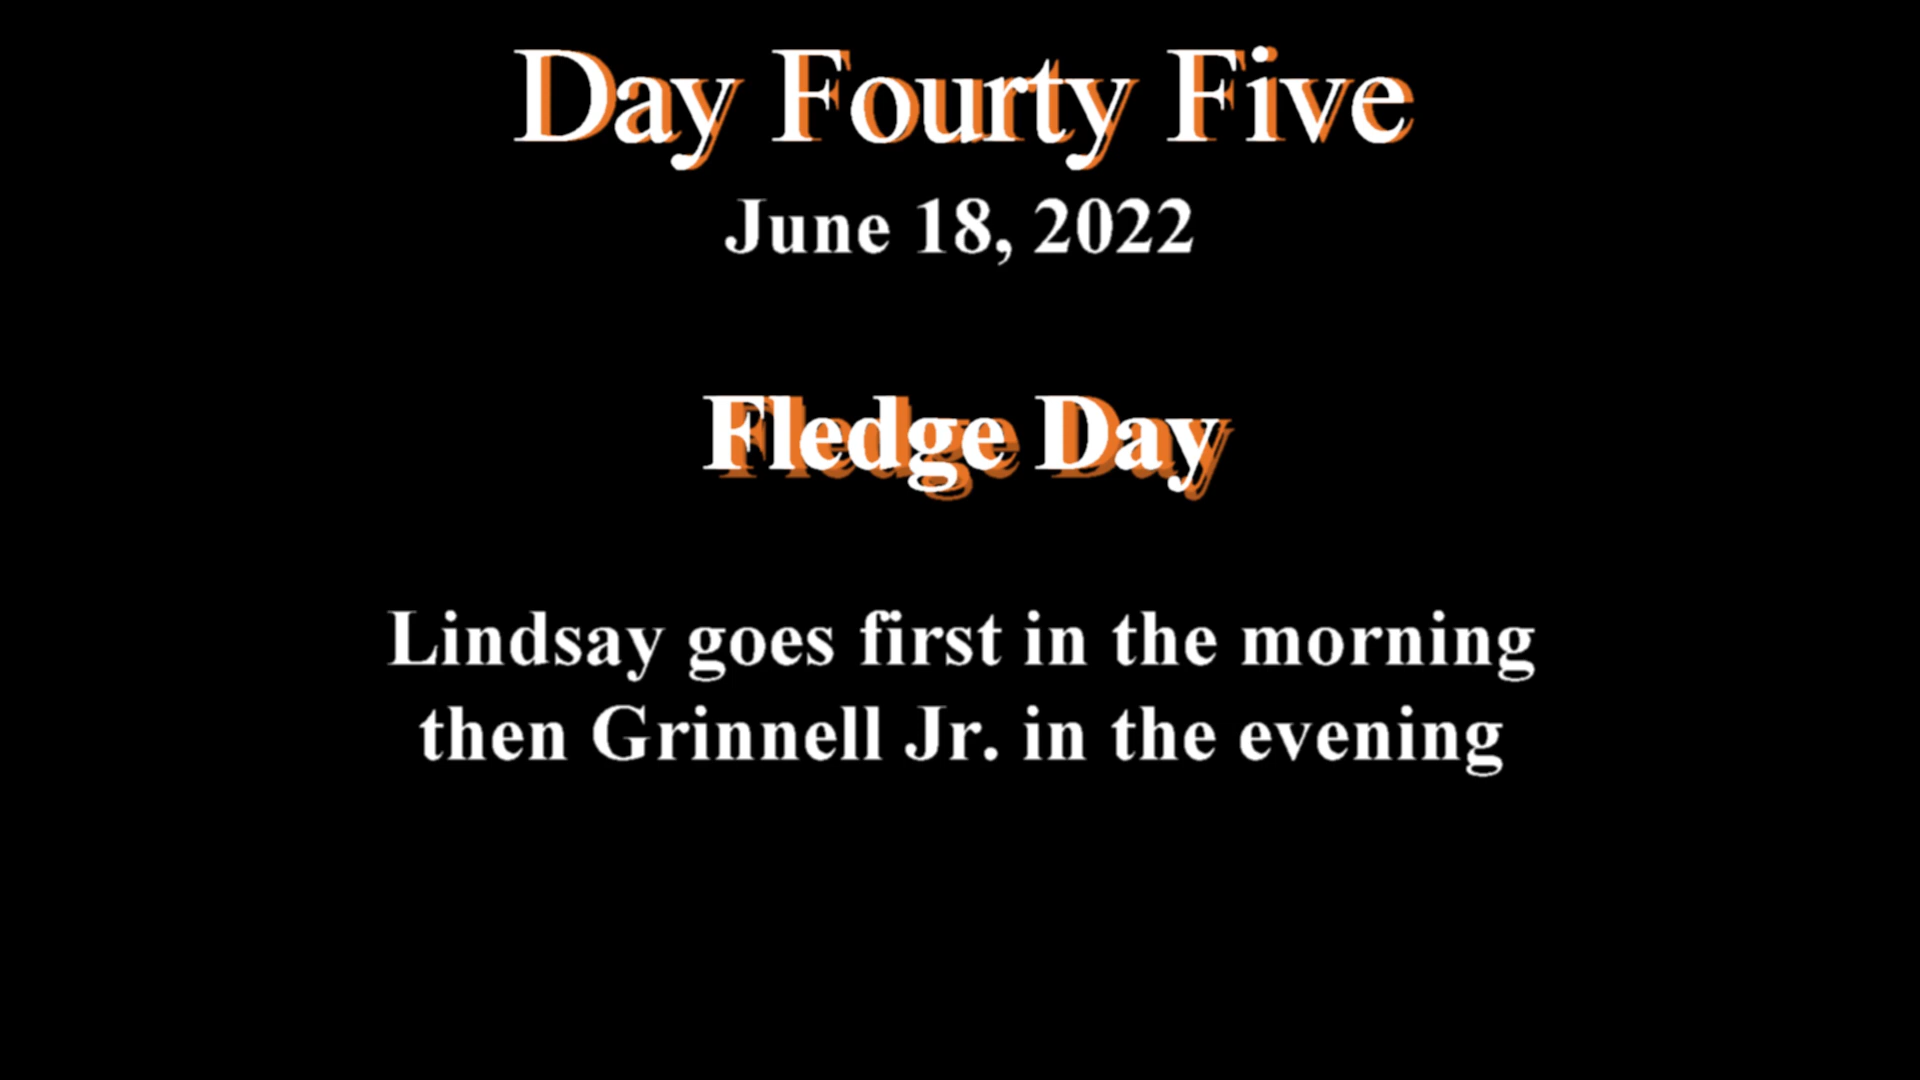 Day Fourty Five
June 18, 2022
Fledge Day
Lindsay goes first in the morning
then Grinnell Jr. in the evening